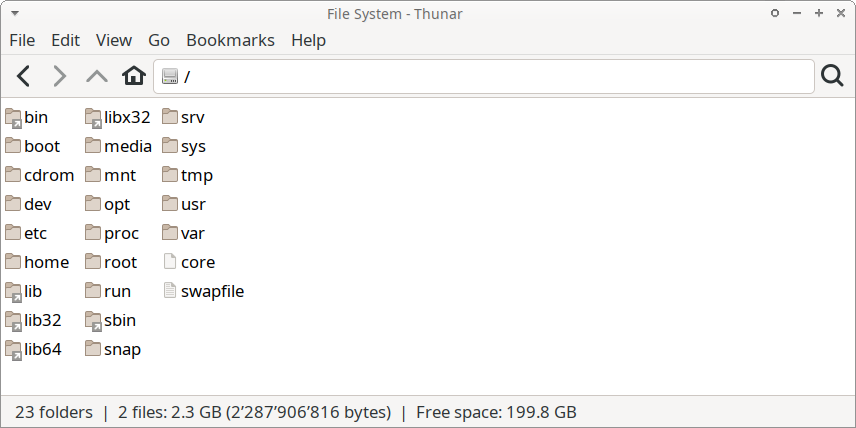 File System - Thunar
File Edit View Go Bookmarks Help
/
bin
boot
cdrom
dev
etc
home
lib
lib32
lib64
libx32
media
mnt
opt
proc
root
run
sbin
snap
srv
sys
tmp
usr
var
core
swapfile
23 folders | 2 files: 2.3 GB (2’287’906’816 bytes) | Free space: 199.8 GB